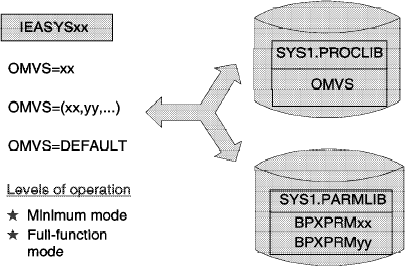 IEASYSxx
OMVS=xx
OMVS=(xx,yy,...)
OMVS=DEFAULT
Levels of operation
★ Minimum mode
★ Full-function
mode
SYS1.PROCLIB
OMVS
SYS1.PARMLIB
BPXPRMxx
BPXPRMyy